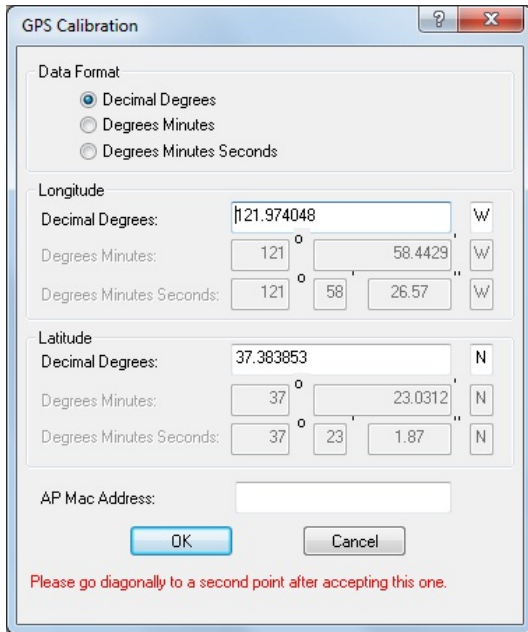 GPS Calibration
Data Format
Decimal Degrees
Degrees Minutes
Degrees Minutes Seconds
Longitude
Decimal Degrees: 121.974048 W
Degrees Minutes: 121 o 58.4429 ' W
Degrees Minutes Seconds: 121 o 58 ' 26.57 " W
Latitude
Decimal Degrees: 37.383853 N
Degrees Minutes: 37 o 23.0312 ' N
Degrees Minutes Seconds: 37 o 23 ' 1.87 " N
AP Mac Address:
OK Cancel
Please go diagonally to a second point after accepting this one.